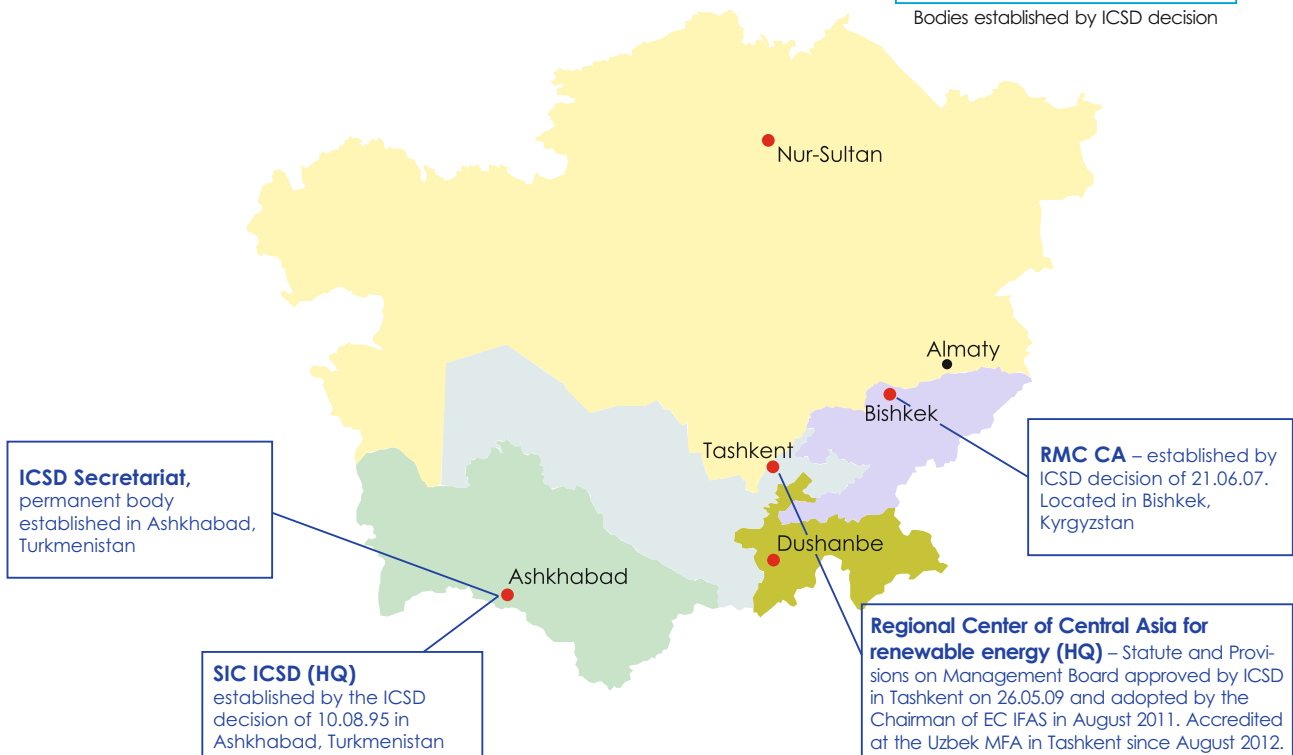 Bodies established by ICSD decision
Nur-Sultan
Almaty
Bishkek
Tashkent
Dushanbe
Ashkhabad
ICSD Secretariat,
permanent body
established in Ashkhabad,
Turkmenistan
RMC CA – established by
ICSD decision of 21.06.07.
Located in Bishkek,
Kyrgyzstan
SIC ICSD (HQ)
established by the ICSD
decision of 10.08.95 in
Ashkhabad, Turkmenistan
Regional Center of Central Asia for
renewable energy (HQ) – Statute and Provi-
sions on Management Board approved by ICSD
in Tashkent on 26.05.09 and adopted by the
Chairman of EC IFAS in August 2011. Accredited
at the Uzbek MFA in Tashkent since August 2012.